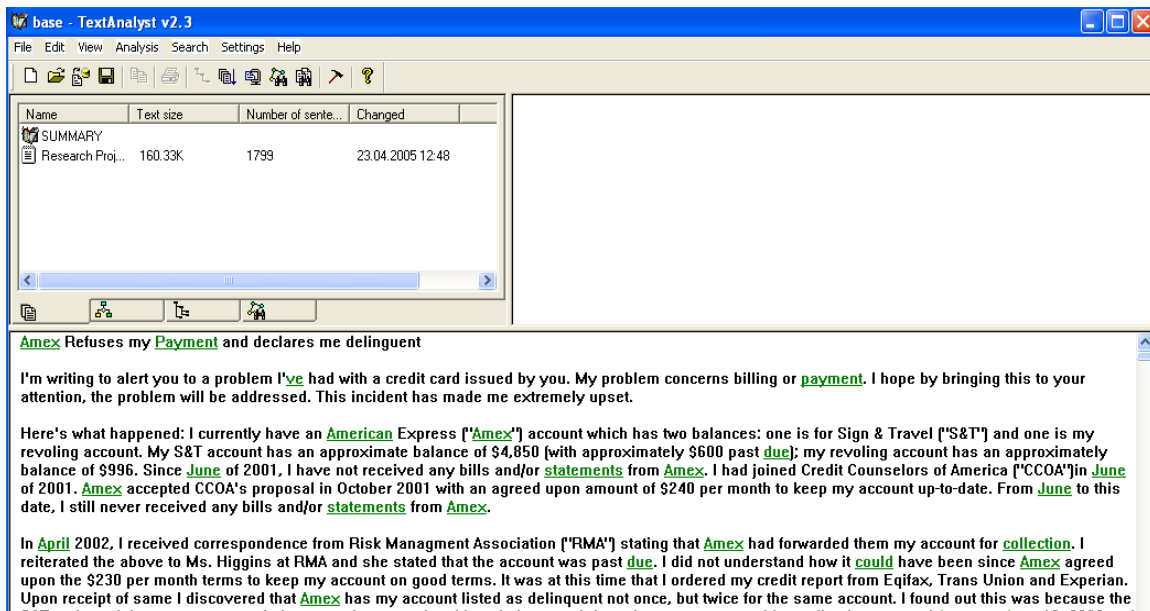 base - TextAnalyst v2.3
File Edit View Analysis Search Settings Help
Name Text size Number of sente... Changed
SUMMARY
Research Proj... 160.33K 1799 23.04.2005 12:48
Amex Refuses my Payment and declares me delinguent
I'm writing to alert you to a problem I've had with a credit card issued by you. My problem concerns billing or payment. I hope by bringing this to your
attention, the problem will be addressed. This incident has made me extremely upset.
Here's what happened: I currently have an American Express ("Amex") account which has two balances: one is for Sign & Travel ("S&T") and one is my
revoling account. My S&T account has an approximate balance of $4,850 (with approximately $600 past due); my revoling account has an approximately
balance of $996. Since June of 2001, I have not received any bills and/or statements from Amex. I had joined Credit Counselors of America ("CCOA")in June
of 2001. Amex accepted CCOA's proposal in October 2001 with an agreed upon amount of $240 per month to keep my account up-to-date. From June to this
date, I still never received any bills and/or statements from Amex.
In April 2002, I received correspondence from Risk Managment Association ("RMA") stating that Amex had forwarded them my account for collection. I
reiterated the above to Ms. Higgins at RMA and she stated that the account was past due. I did not understand how it could have been since Amex agreed
upon the $230 per month terms to keep my account on good terms. It was at this time that I ordered my credit report from Eqifax, Trans Union and Experian.
Upon receipt of same I discovered that Amex has my account listed as delinquent not once, but twice for the same account. I found out this was because the